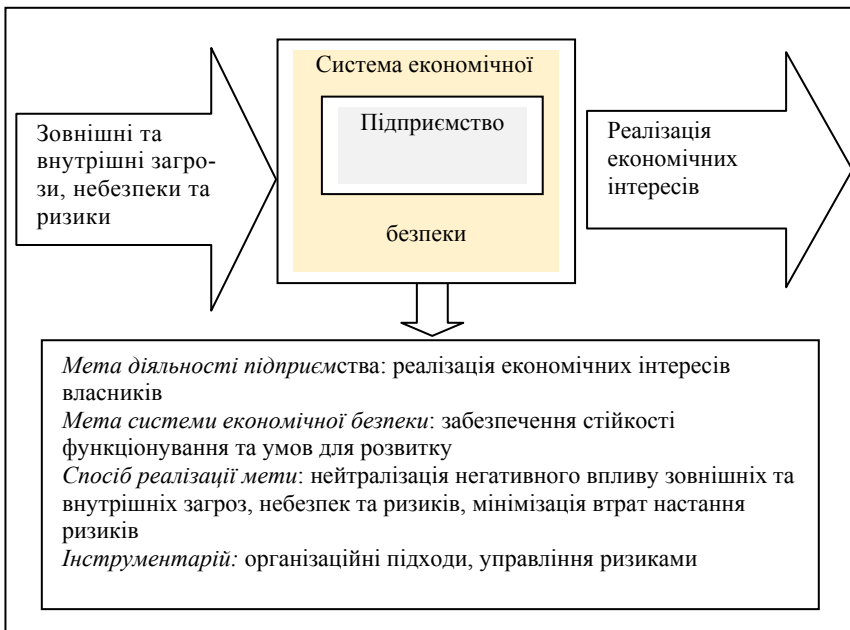 Зовнішні та
внутрішні загро-
зи, небезпеки та
ризики
Система економічної
Підприємство
безпеки
Реалізація
економічних
інтересів
Мета діяльності підприємства: реалізація економічних інтересів
власників
Мета системи економічної безпеки: забезпечення стійкості
функціонування та умов для розвитку
Спосіб реалізації мети: нейтралізація негативного впливу зовнішніх та
внутрішніх загроз, небезпек та ризиків, мінімізація втрат настання
ризиків
Інструментарій: організаційні підходи, управління ризиками